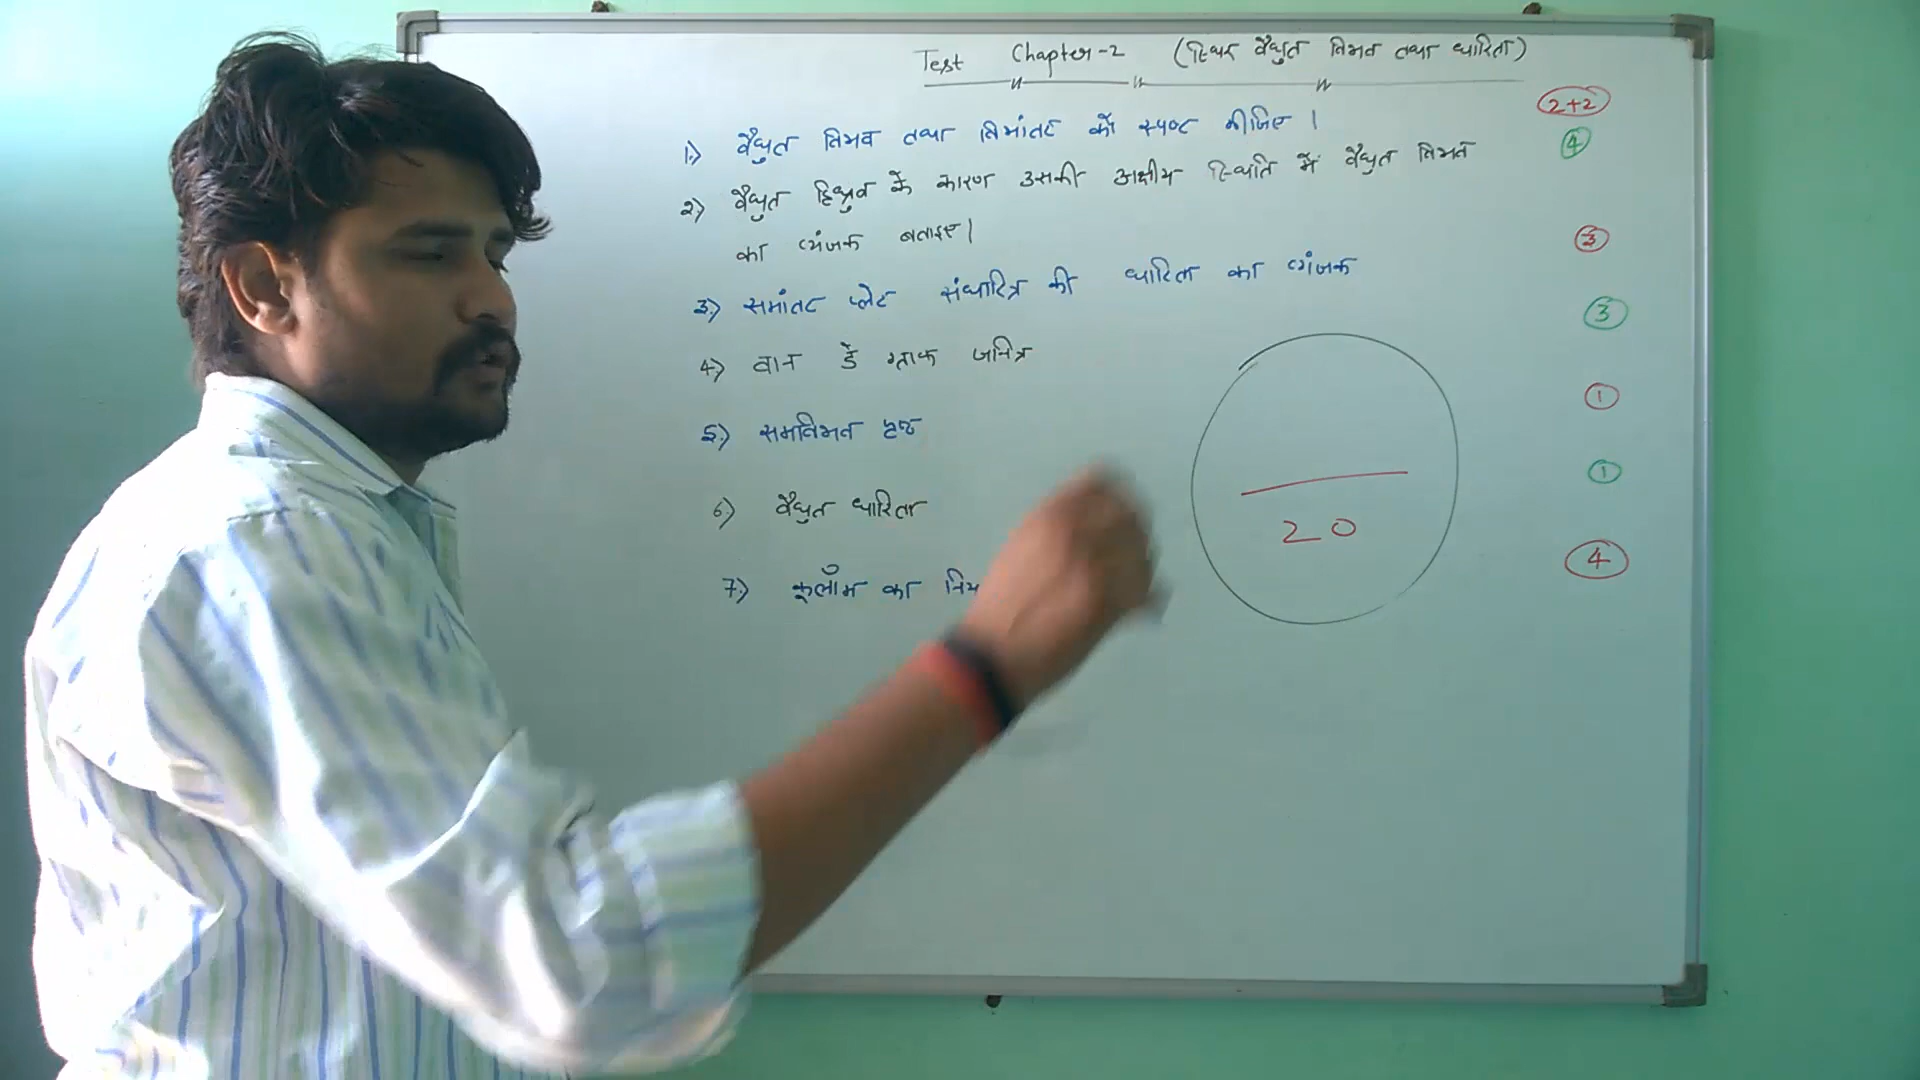 Test Chapter-2 (स्थिर वैधुत विभव तथा धारिता)
2+2
1.) वैधुत विभव तथा विभांतर को स्पष्ट कीजिए।
4
2.) वैधुत द्विध्रुव के कारण उसकी अक्षीय स्थिति में वैधुत विभव
का व्यंजक बताइए।
3
3.) समांतर प्लेट संधारित्र की धारिता का व्यंजक
3
4.) वान डे ग्राफ जनित्र
1
5.) समविभव पृष्ठ
1
6.) वैधुत धारिता
20
4
7.) कूलॉम का